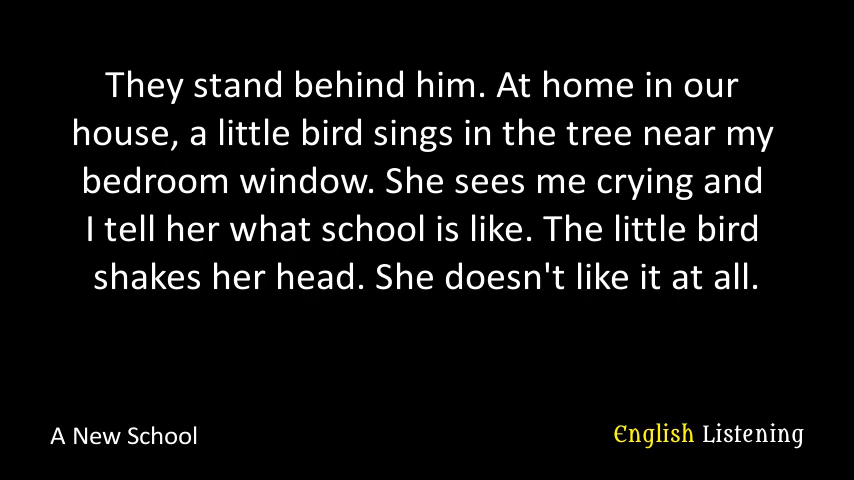 They stand behind him. At home in our
house, a little bird sings in the tree near my
bedroom window. She sees me crying and
I tell her what school is like. The little bird
shakes her head. She doesn't like it at all.
A New School
English Listening